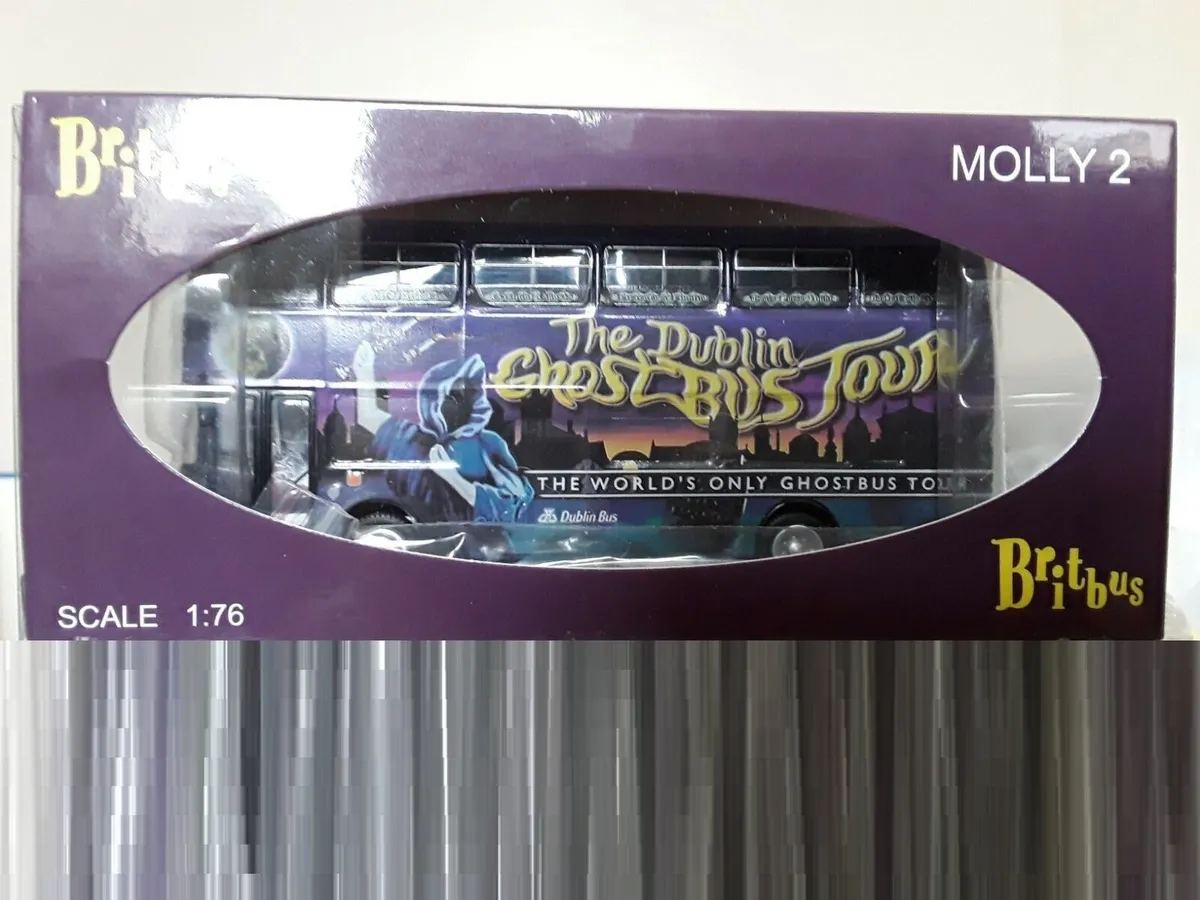 Britbus
MOLLY 2
The Dublin
GhostBus Tour
THE WORLD'S ONLY GHOSTBUS TOUR
Dublin Bus
Britbus
SCALE 1:76